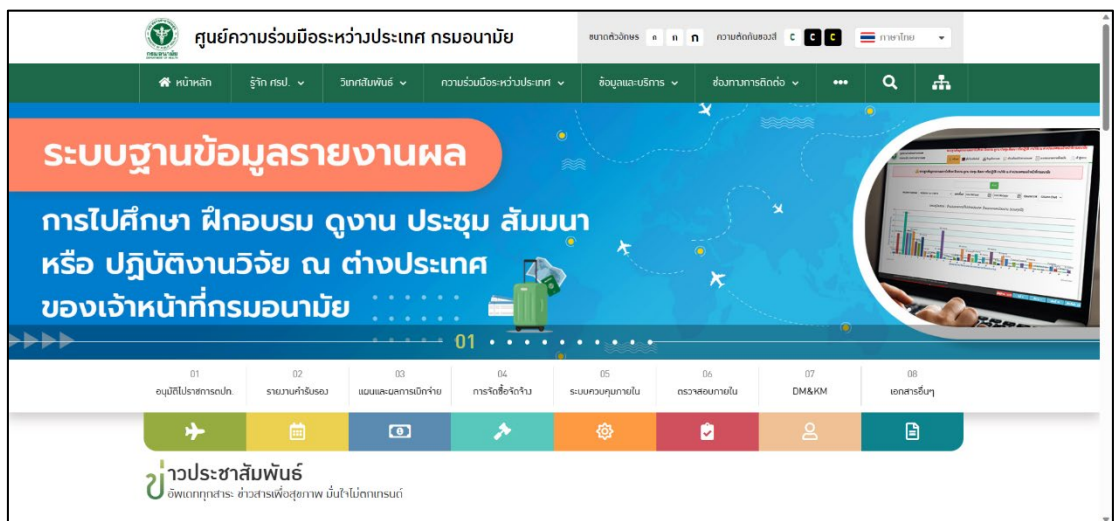 ศูนย์ความร่วมมือระหว่างประเทศ กรมอนามัย
ขนาดตัวอักษร ก ก ก ความตัดกันของสี C C C ภาษาไทย
หน้าหลัก รู้จัก ศรป. วิเทศสัมพันธ์ ความร่วมมือระหว่างประเทศ ข้อมูลและบริการ ช่องทางการติดต่อ •••
ระบบฐานข้อมูลรายงานผล
การไปศึกษา ฝึกอบรม ดูงาน ประชุม สัมมนา
หรือ ปฏิบัติงานวิจัย ณ ต่างประเทศ
ของเจ้าหน้าที่กรมอนามัย
01
01 02 03 04 05 06 07 08
อนุมัติไปราชการตปท. รายงานคำรับรอง แผนและผลการเบิกจ่าย การจัดซื้อจัดจ้าง ระบบควบคุมภายใน ตรวจสอบภายใน DM&KM เอกสารอื่นๆ
ข่าวประชาสัมพันธ์
อัพเดททุกสาระ ข่าวสารเพื่อสุขภาพ มั่นใจไม่ตกเทรนด์